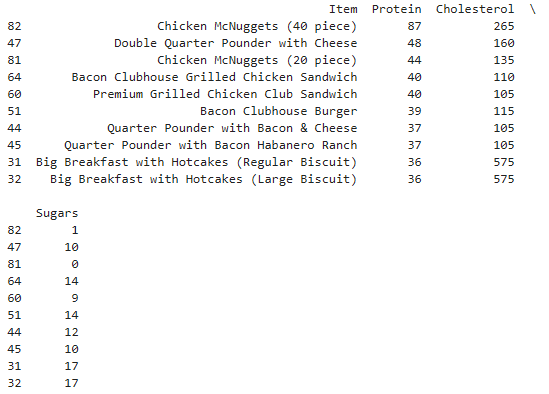 Item Protein Cholesterol \
82 Chicken McNuggets (40 piece) 87 265
47 Double Quarter Pounder with Cheese 48 160
81 Chicken McNuggets (20 piece) 44 135
64 Bacon Clubhouse Grilled Chicken Sandwich 40 110
60 Premium Grilled Chicken Club Sandwich 40 105
51 Bacon Clubhouse Burger 39 115
44 Quarter Pounder with Bacon & Cheese 37 105
45 Quarter Pounder with Bacon Habanero Ranch 37 105
31 Big Breakfast with Hotcakes (Regular Biscuit) 36 575
32 Big Breakfast with Hotcakes (Large Biscuit) 36 575
Sugars
82 1
47 10
81 0
64 14
60 9
51 14
44 12
45 10
31 17
32 17